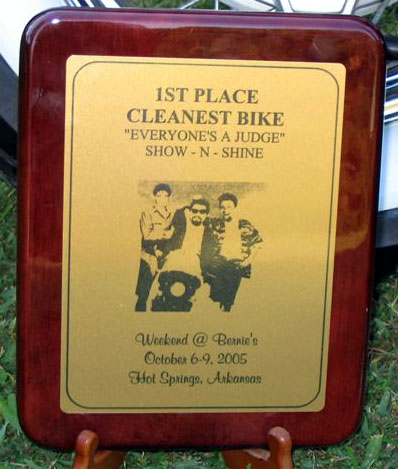 1ST PLACE
CLEANEST BIKE
"EVERYONE'S A JUDGE"
SHOW - N - SHINE
Weekend @ Bernie's
October 6-9, 2005
Hot Springs, Arkansas